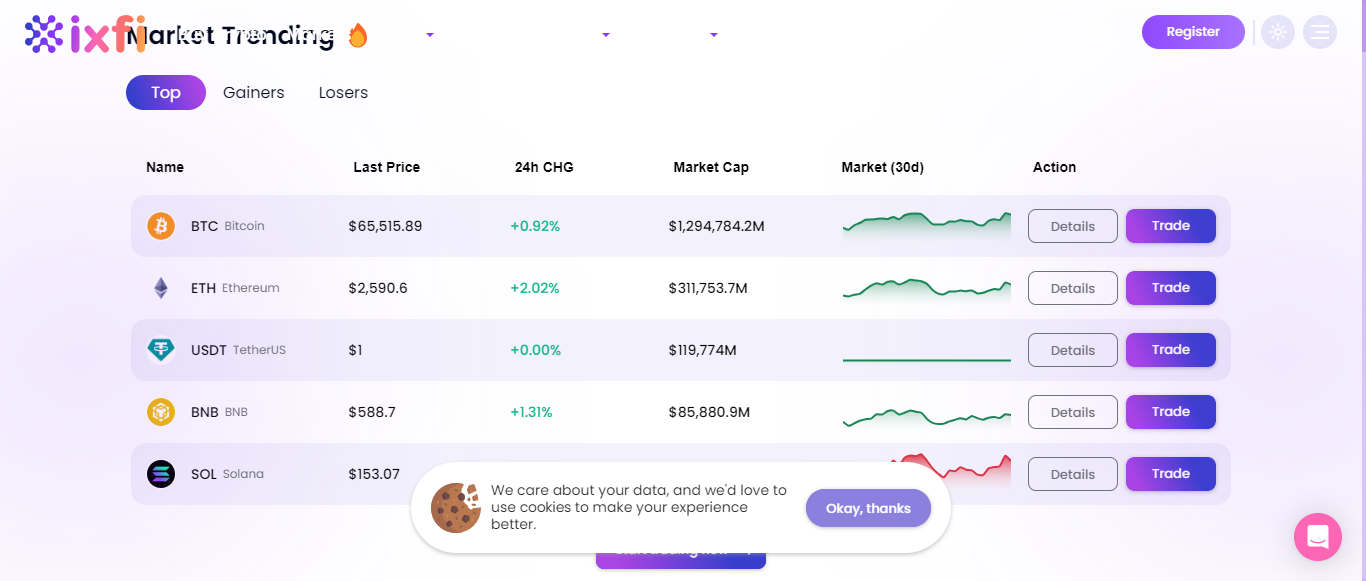 ixfi
Market Trending
Register
Top
Gainers
Losers
Name Last Price 24h CHG Market Cap Market (30d) Action
BTC Bitcoin $65,515.89 +0.92% $1,294,784.2M Details Trade
ETH Ethereum $2,590.6 +2.02% $311,753.7M Details Trade
USDT TetherUS $1 +0.00% $119,774M Details Trade
BNB BNB $588.7 +1.31% $85,880.9M Details Trade
SOL Solana $153.07 Details Trade
We care about your data, and we'd love to
use cookies to make your experience
better.
Okay, thanks